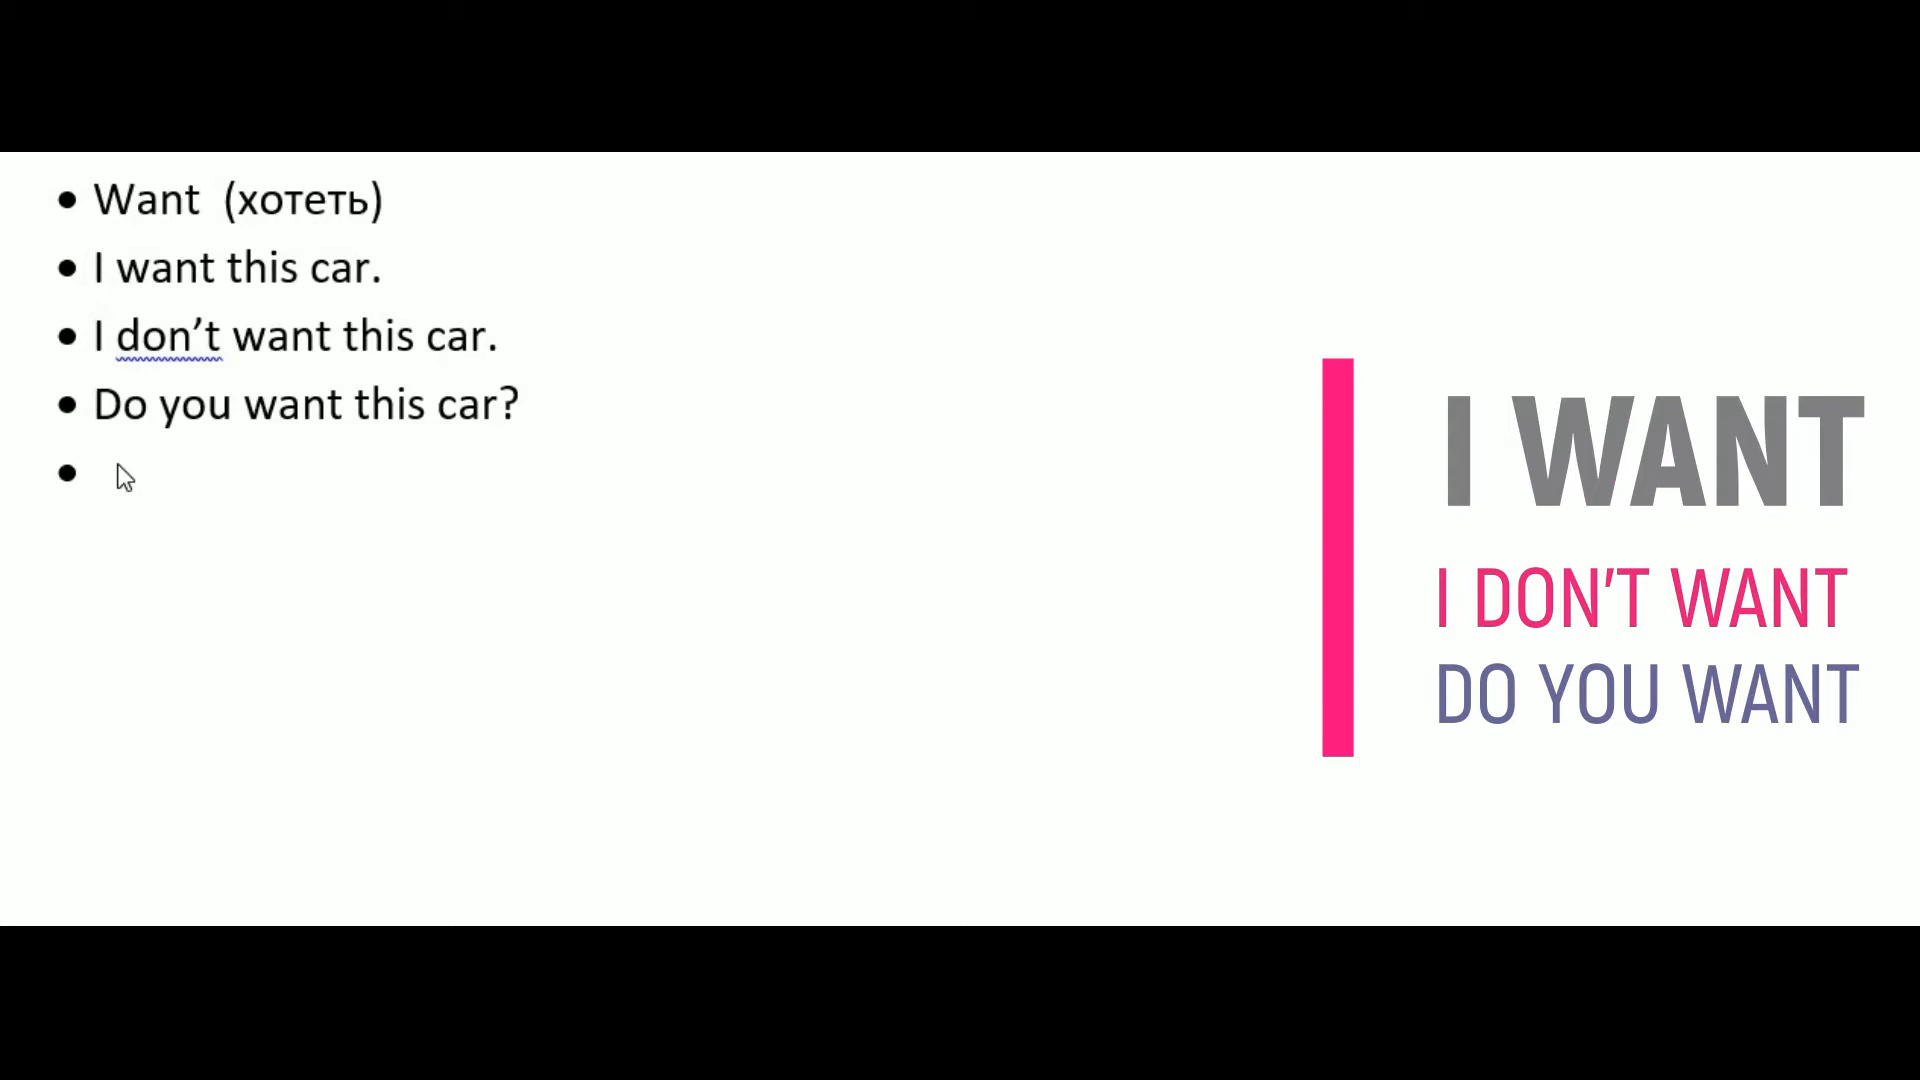 Want (хотеть)
I want this car.
I don’t want this car.
Do you want this car?
I WANT
I DON’T WANT
DO YOU WANT